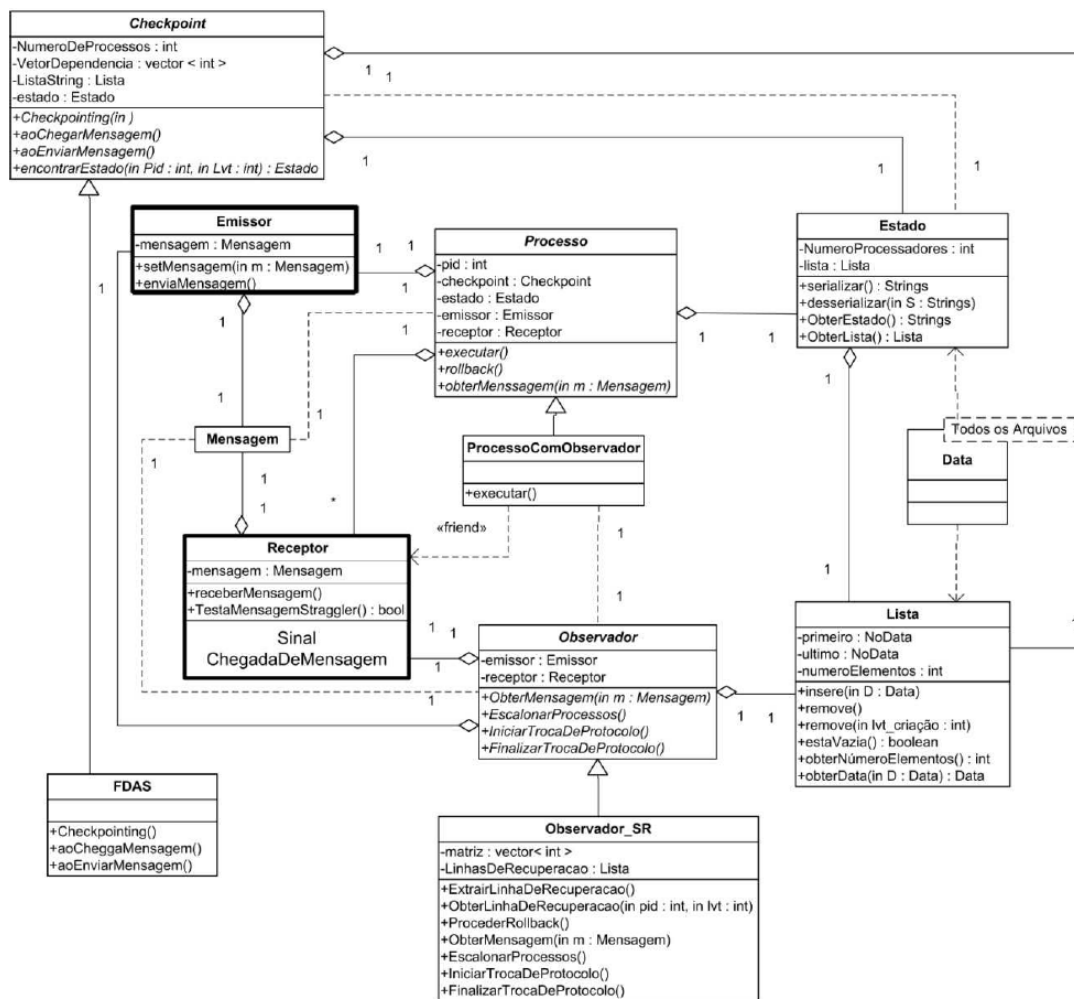 Checkpoint
-NumeroDeProcessos : int
-VetorDependencia : vector < int >
-ListaString : Lista
-estado : Estado
+Checkpointing(in )
+aoChegarMensagem()
+aoEnviarMensagem()
+encontrarEstado(in Pid : int, in Lvt : int) : Estado
1
1
1
1
1
1
Emissor
-mensagem : Mensagem
+setMensagem(in m : Mensagem)
+enviaMensagem()
1
1
1
1
1
1
1
Processo
-pid : int
-checkpoint : Checkpoint
-estado : Estado
-emissor : Emissor
-receptor : Receptor
+executar()
+rollback()
+obterMenssagem(in m : Mensagem)
1
1
Estado
-NumeroProcessadores : int
-lista : Lista
+serializar() : Strings
+desserializar(in S : Strings)
+ObterEstado() : Strings
+ObterLista() : Lista
1
1
Mensagem
1
1
1
*
ProcessoComObservador
+executar()
«friend»
1
1
Todos os Arquivos
Data
Receptor
-mensagem : Mensagem
+receberMensagem()
+TestaMensagemStraggler() : bool
Sinal
ChegadaDeMensagem
1
1
1
1
Observador
-emissor : Emissor
-receptor : Receptor
+ObterMensagem(in m : Mensagem)
+EscalonarProcessos()
+IniciarTrocaDeProtocolo()
+FinalizarTrocaDeProtocolo()
1
1
1
Lista
-primeiro : NoData
-ultimo : NoData
-numeroElementos : int
+insere(in D : Data)
+remove()
+remove(in lvt_criação : int)
+estaVazia() : boolean
+obterNúmeroElementos() : int
+obterData(in D : Data) : Data
FDAS
+Checkpointing()
+aoCheggaMensagem()
+aoEnviarMensagem()
Observador_SR
-matriz : vector< int >
-LinhasDeRecuperacao : Lista
+ExtrairLinhaDeRecuperacao()
+ObterLinhaDeRecuperacao(in pid : int, in lvt : int)
+ProcederRollback()
+ObterMensagem(in m : Mensagem)
+EscalonarProcessos()
+IniciarTrocaDeProtocolo()
+FinalizarTrocaDeProtocolo()